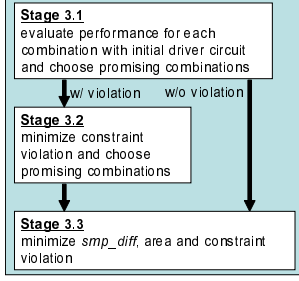 Stage 3.1
evaluate performance for each
combination with initial driver circuit
and choose promising combinations
w/ violation w/o violation
Stage 3.2
minimize constraint
violation and choose
promising combinations
Stage 3.3
minimize smp_diff, area and constraint
violation